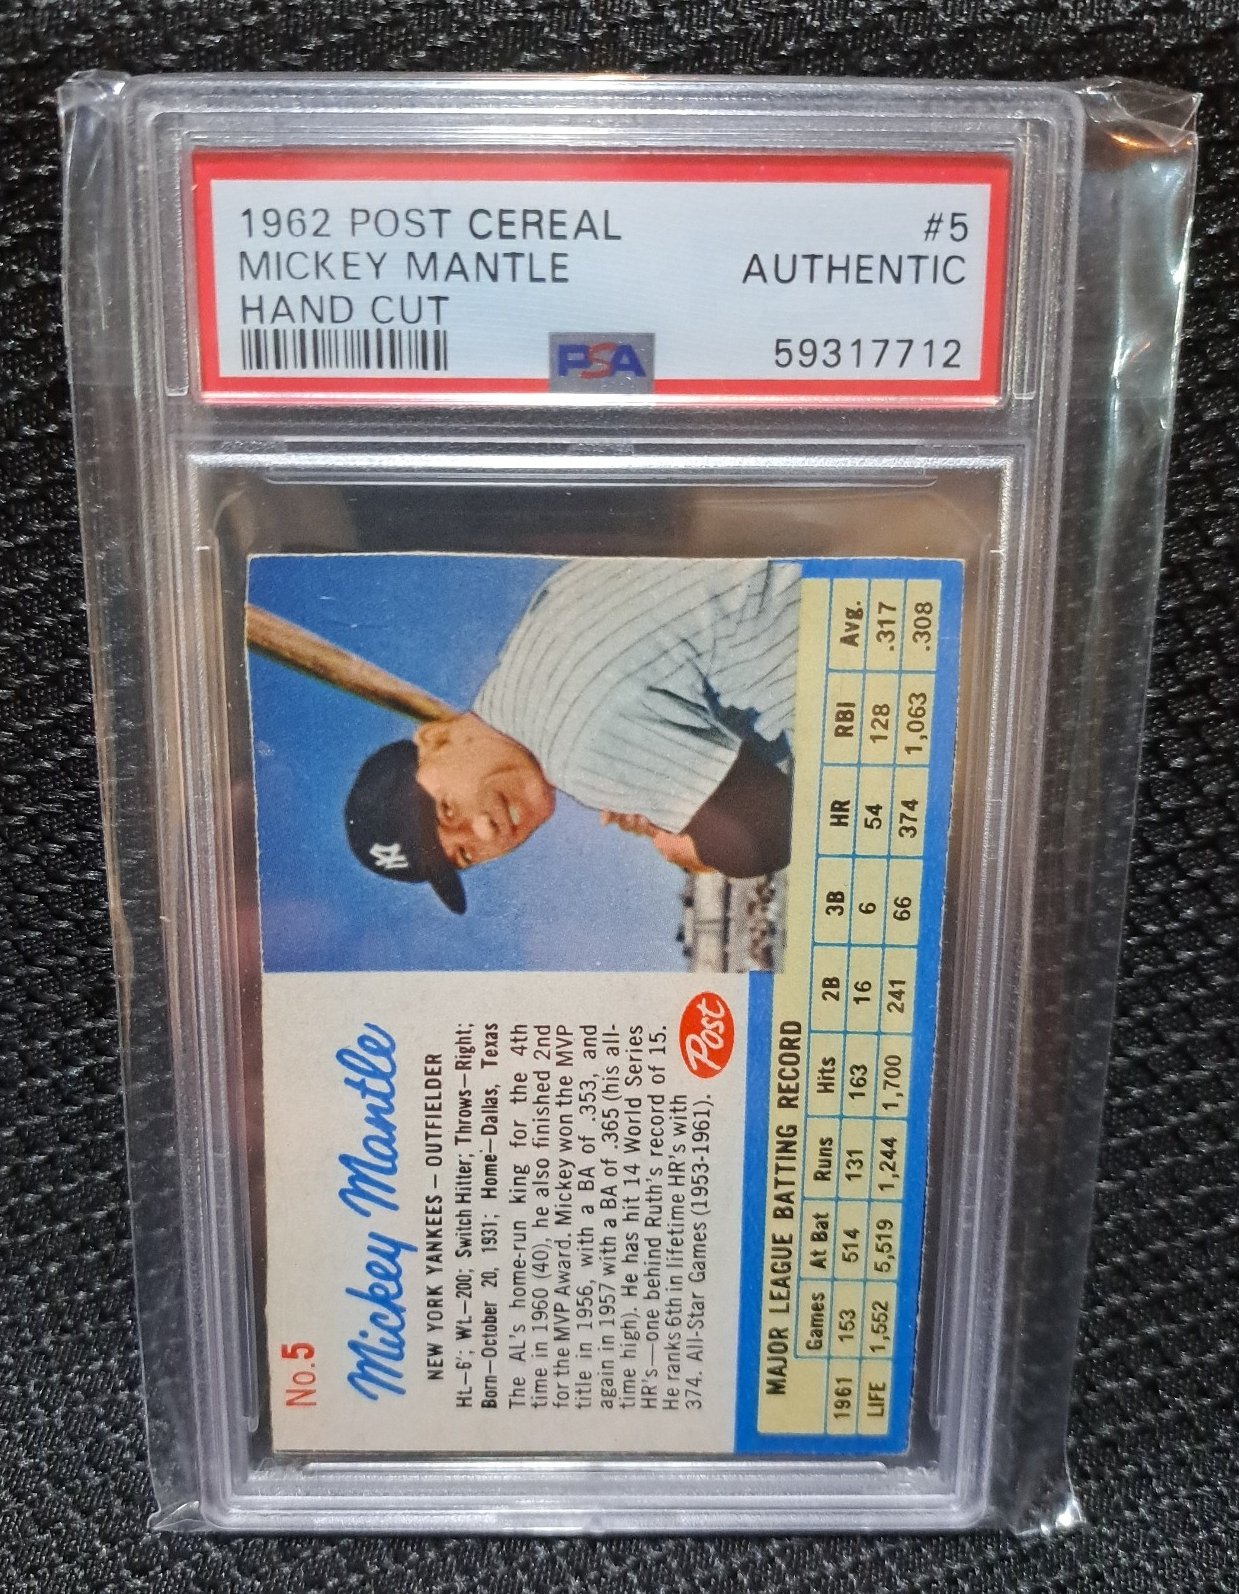 1962 POST CEREAL #5
MICKEY MANTLE AUTHENTIC
HAND CUT
PSA 59317712
No.5
Mickey Mantle
NEW YORK YANKEES – OUTFIELDER
Ht.–6'; Wt.–200; Switch Hitter; Throws–Right;
Born–October 20, 1931; Home–Dallas, Texas
The AL's home-run king for the 4th
time in 1960 (40), he also finished 2nd
for the MVP Award. Mickey won the MVP
title in 1956, with a BA of .353, and
again in 1957 with a BA of .365 (his all-
time high). He has hit 14 World Series
HR's—one behind Ruth's record of 15.
He ranks 6th in lifetime HR's with
374. All-Star Games (1953-1961).
Post
NY
MAJOR LEAGUE BATTING RECORD
Games At Bat Runs Hits 2B 3B HR RBI Avg.
1961 153 514 131 163 16 6 54 128 .317
LIFE 1,552 5,519 1,244 1,700 241 66 374 1,063 .308